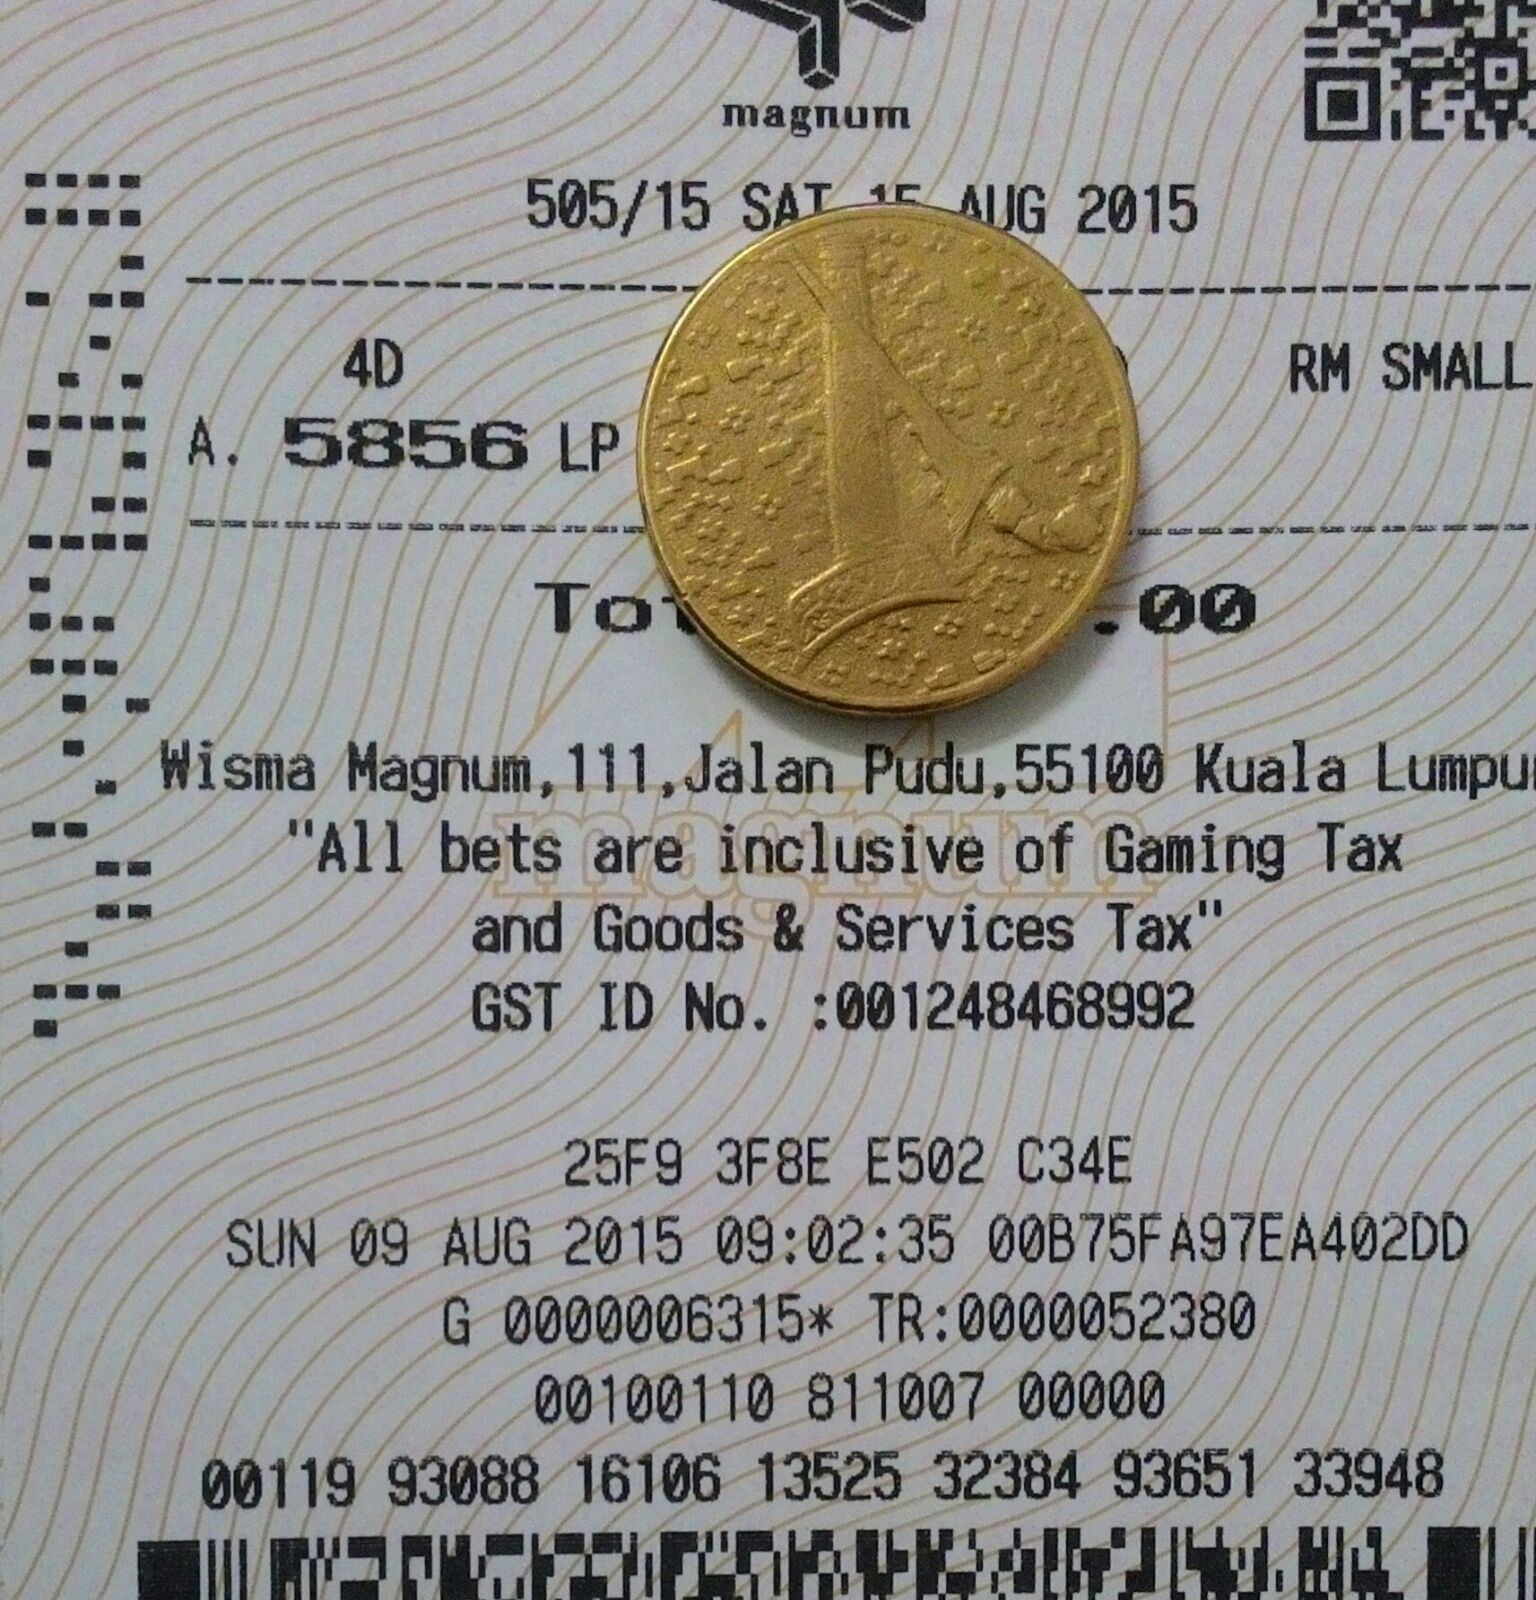 magnum
505/15 SAT 15 AUG 2015
4D RM SMALL
A. 5856 LP
.00
Wisma Magnum,111,Jalan Pudu,55100 Kuala
magnum
"All bets are inclusive of Gaming Tax
and Goods & Services Tax"
GST ID No. :001248468992
25F9 3F8E E502 C34E
SUN 09 AUG 2015 09:02:35 00B75FA97EA402DD
G 0000006315* TR:0000052380
00100110 811007 00000
00119 93088 16106 13525 32384 93651 33948